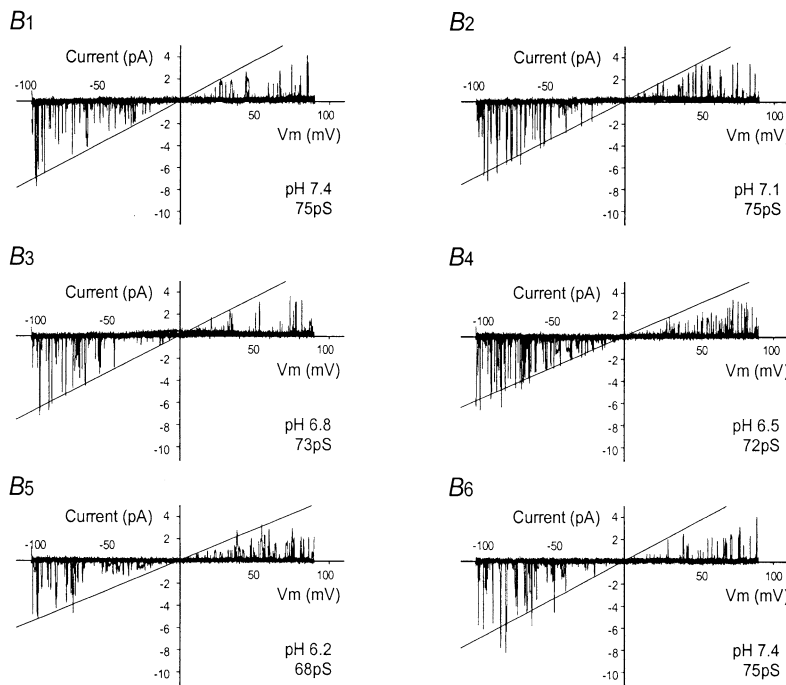 B1
Current (pA)
-100
-50
4
2
50
100
-2
-4
-6
-8
-10
Vm (mV)
pH 7.4
75pS
B2
Current (pA)
-100
-50
4
2
50
100
-2
-4
-6
-8
-10
Vm (mV
pH 7.1
75pS
B3
Current (pA)
-100
-50
4
2
50
100
-2
-4
-6
-8
-10
Vm (mV)
pH 6.8
73pS
B4
Current (pA)
-100
-50
4
2
50
100
-2
-4
-6
-8
-10
Vm (mV)
pH 6.5
72pS
B5
Current (pA)
-100
-50
4
2
50
100
-2
-4
-6
-8
-10
Vm (mV)
pH 6.2
68pS
B6
Current (pA)
-100
-50
4
2
50
100
-2
-4
-6
-8
-10
Vm (mV)
pH 7.4
75pS